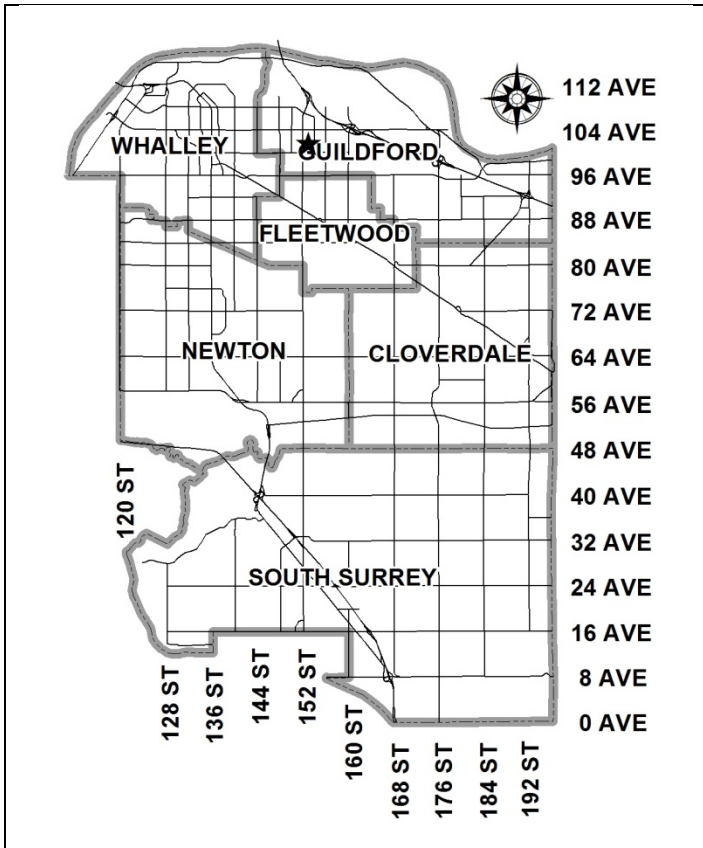 112 AVE
104 AVE
WHALLEY
GUILDFORD
96 AVE
88 AVE
FLEETWOOD
80 AVE
72 AVE
NEWTON
CLOVERDALE
64 AVE
56 AVE
48 AVE
120 ST
40 AVE
32 AVE
SOUTH SURREY
24 AVE
16 AVE
128 ST
136 ST
144 ST
152 ST
160 ST
8 AVE
0 AVE
168 ST
176 ST
184 ST
192 ST